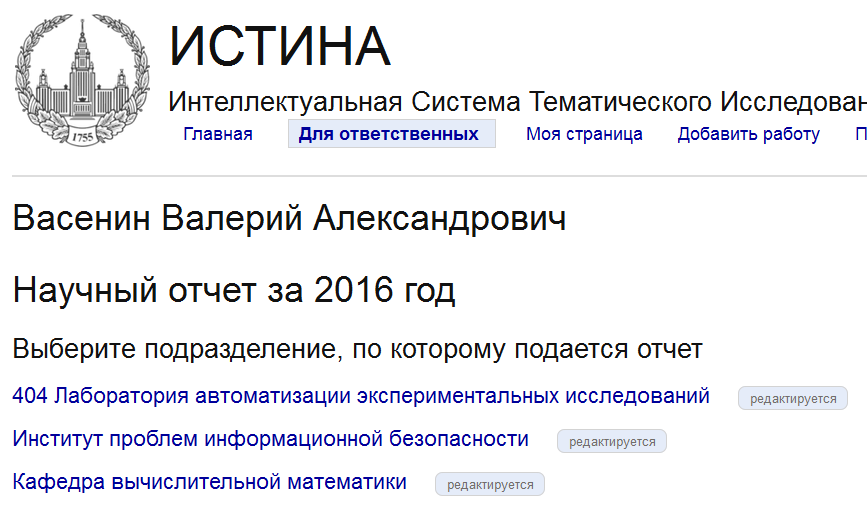 1755
ИСТИНА
Интеллектуальная Система Тематического Исследован
Главная Для ответственных Моя страница Добавить работу П
Васенин Валерий Александрович
Научный отчет за 2016 год
Выберите подразделение, по которому подается отчет
404 Лаборатория автоматизации экспериментальных исследований редактируется
Институт проблем информационной безопасности редактируется
Кафедра вычислительной математики редактируется